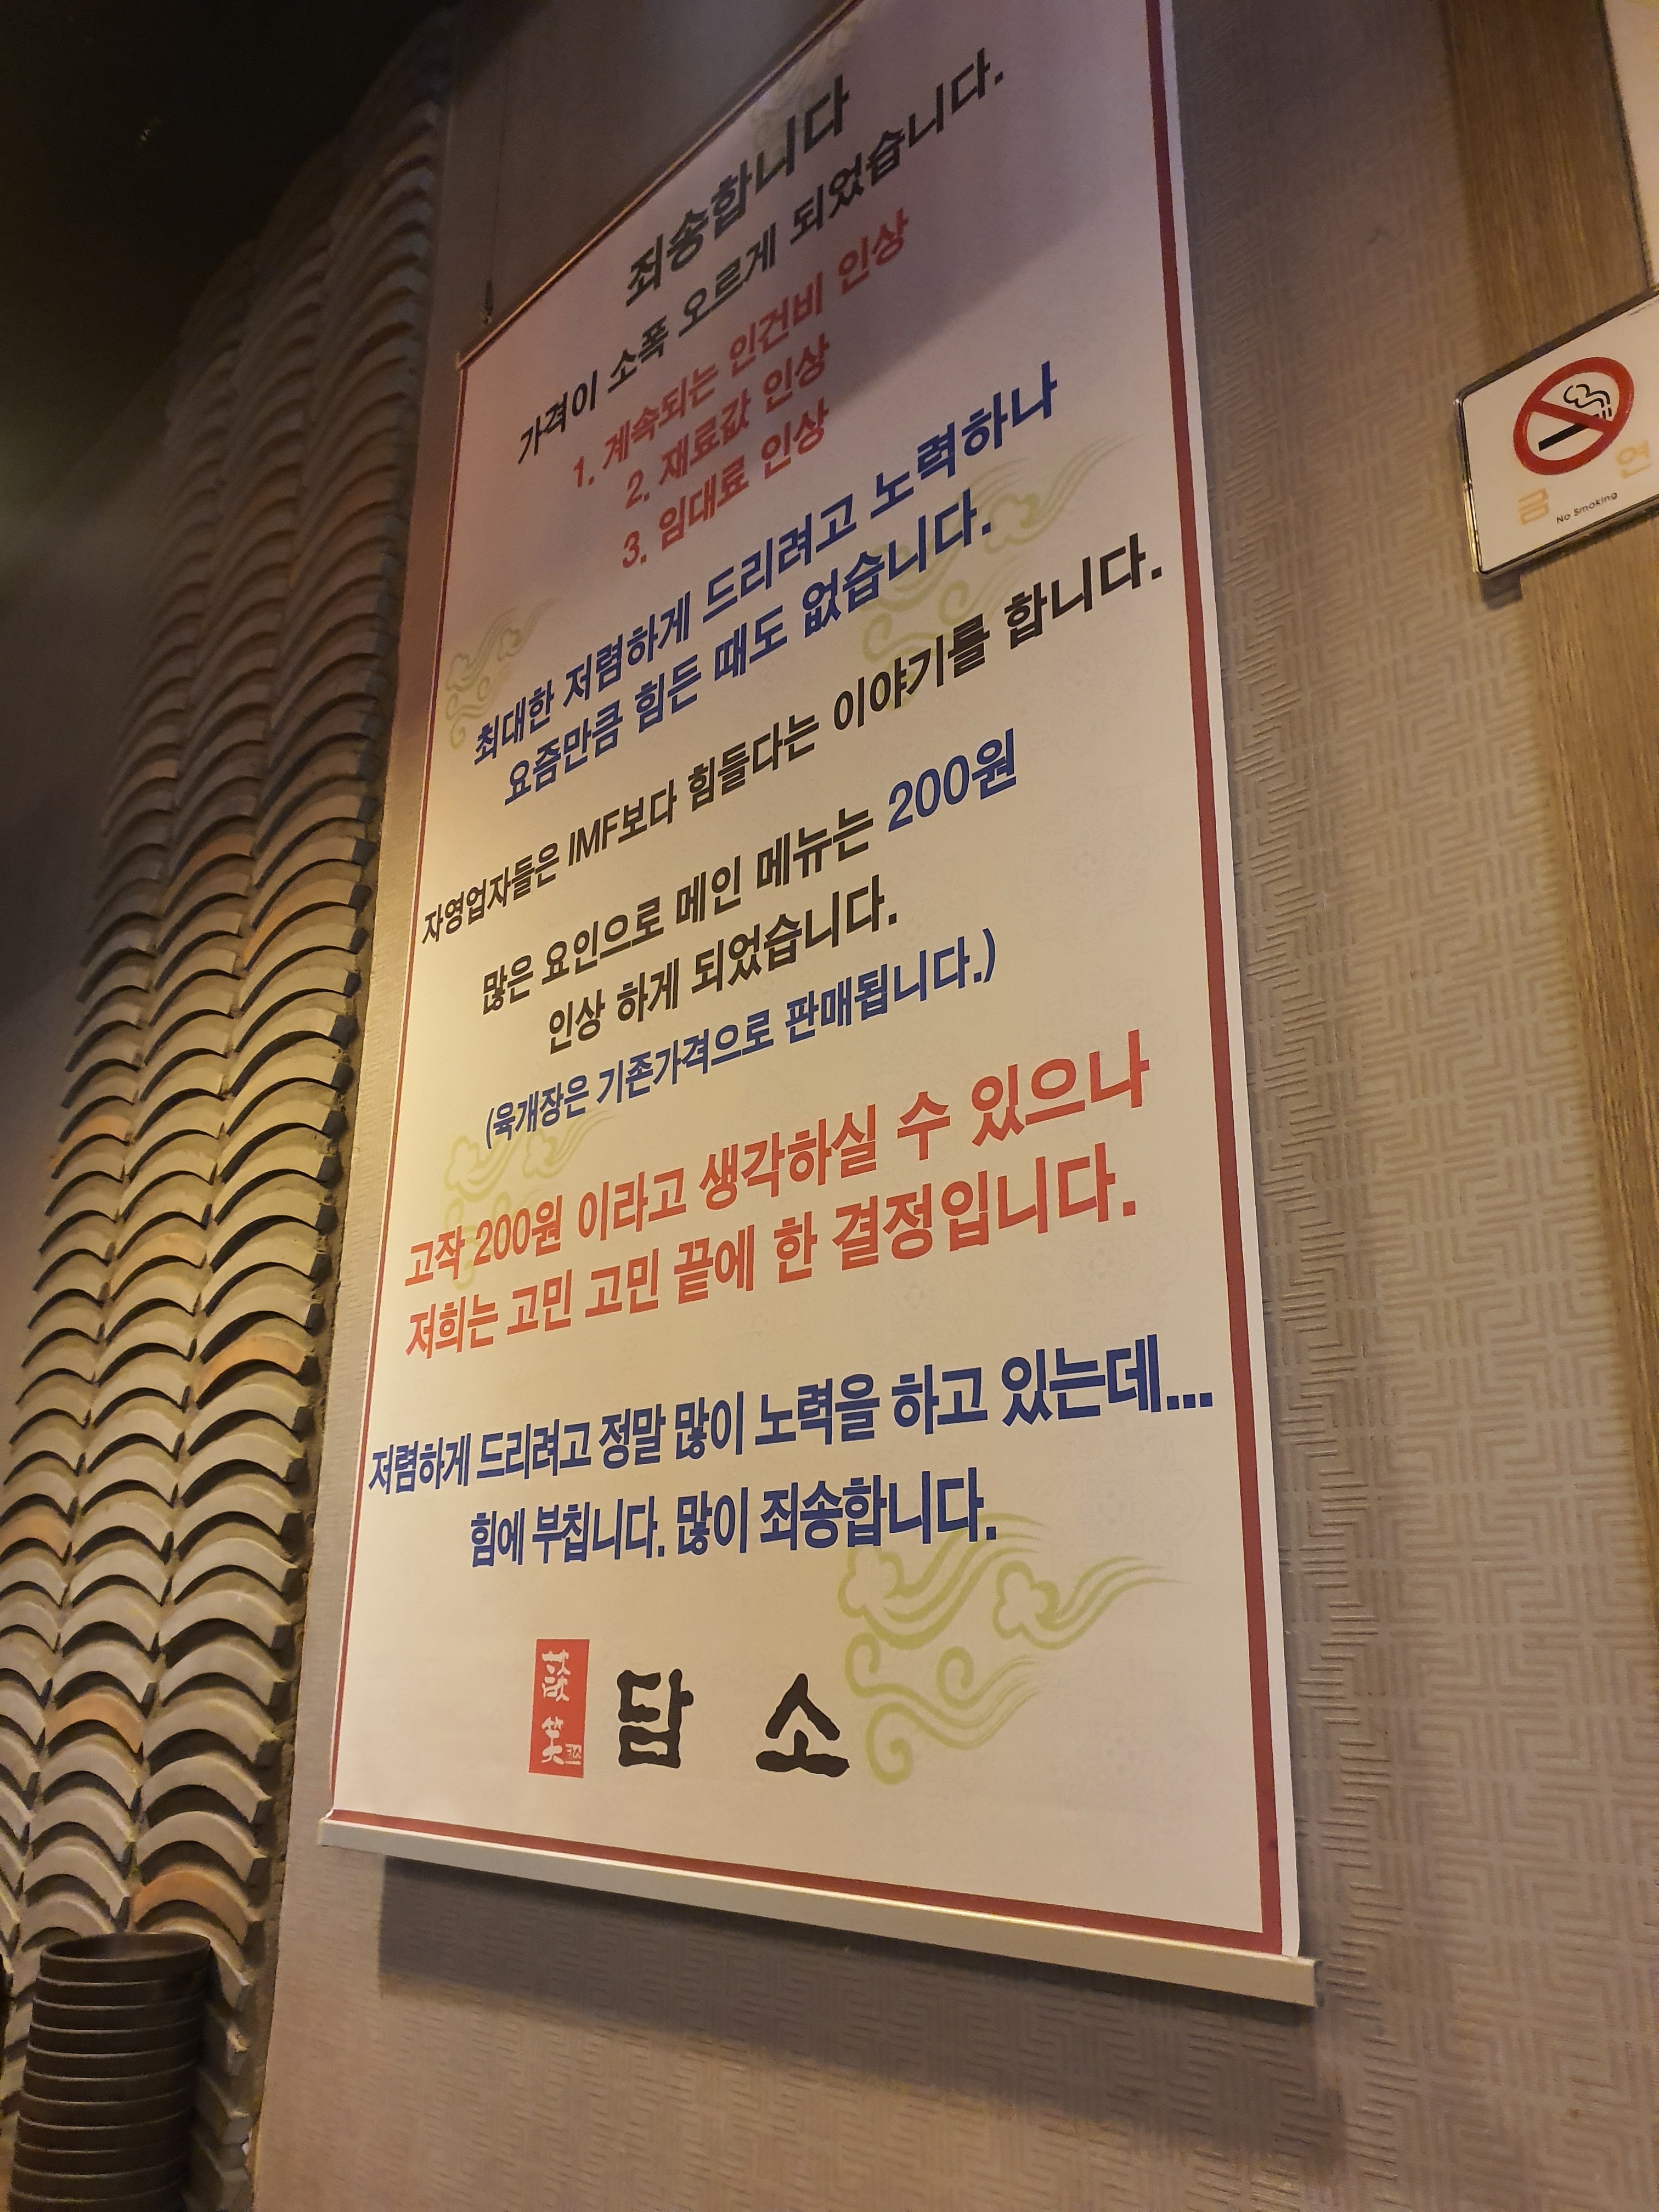 죄송합니다
가격이 소폭 오르게 되었습니다.
1. 계속되는 인건비 인상
2. 재료값 인상
3. 임대료 인상
최대한 저렴하게 드리려고 노력하나
요즘만큼 힘든 때도 없습니다.
자영업자들은 IMF보다 힘들다는 이야기를 합니다.
많은 요인으로 메인 메뉴는 200원
인상 하게 되었습니다.
(육개장은 기존가격으로 판매됩니다.)
고작 200원 이라고 생각하실 수 있으나
저희는 고민 고민 끝에 한 결정입니다.
저렴하게 드리려고 정말 많이 노력을 하고 있는데...
힘에 부칩니다. 많이 죄송합니다.
笑 담소
금연
No Smoking